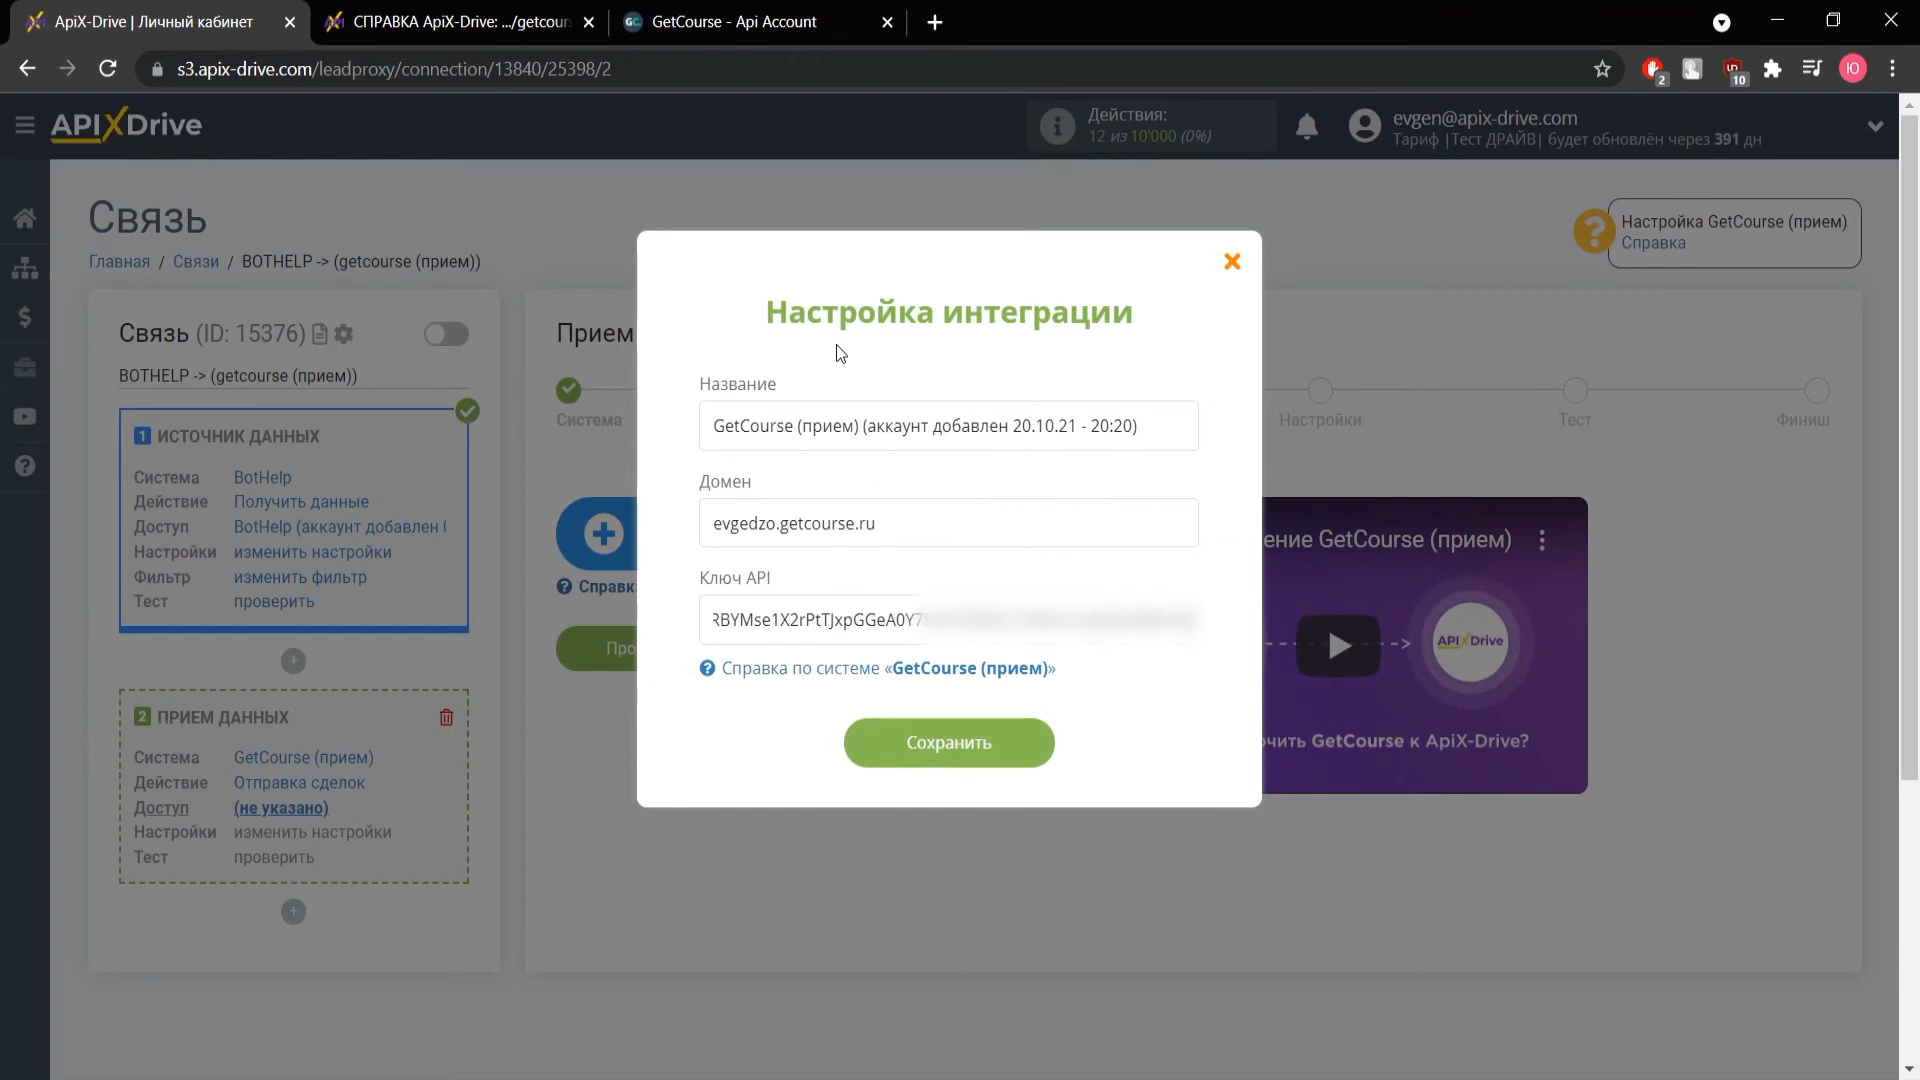 ApiX-Drive | Личный кабинет
СПРАВКА ApiX-Drive: .../getcours
GetCourse - Api Account
s3.apix-drive.com/leadproxy/connection/13840/25398/2
2
10
Ю
APIXDrive
Действия:
12 из 10'000 (0%)
evgen@apix-drive.com
Тариф |Тест ДРАЙВ| будет обновлён через 391 дн
Связь
Главная / Связи / BOTHELP -> (getcourse (прием))
Настройка GetCourse (прием)
Справка
Связь (ID: 15376)
BOTHELP -> (getcourse (прием))
1 ИСТОЧНИК ДАННЫХ
Система BotHelp
Действие Получить данные
Доступ BotHelp (аккаунт добавлен
Настройки изменить настройки
Фильтр изменить фильтр
Тест проверить
2 ПРИЕМ ДАННЫХ
Система GetCourse (прием)
Действие Отправка сделок
Доступ (не указано)
Настройки изменить настройки
Тест проверить
Прием
Система
Настройки
Тест
Финиш
Справка
Про
ение GetCourse (прием)
APIXDrive
чить GetCourse к ApiX-Drive?
Настройка интеграции
Название
GetCourse (прием) (аккаунт добавлен 20.10.21 - 20:20)
Домен
evgedzo.getcourse.ru
Ключ API
RBYMse1X2rPtTJxpGGeA0Y7
Справка по системе «GetCourse (прием)»
Сохранить